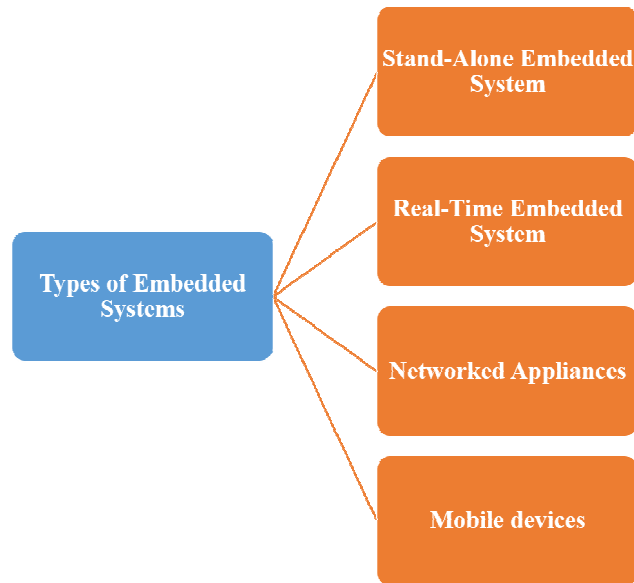 Stand-Alone Embedded
System
Real-Time Embedded
System
Types of Embedded
Systems
Networked Appliances
Mobile devices